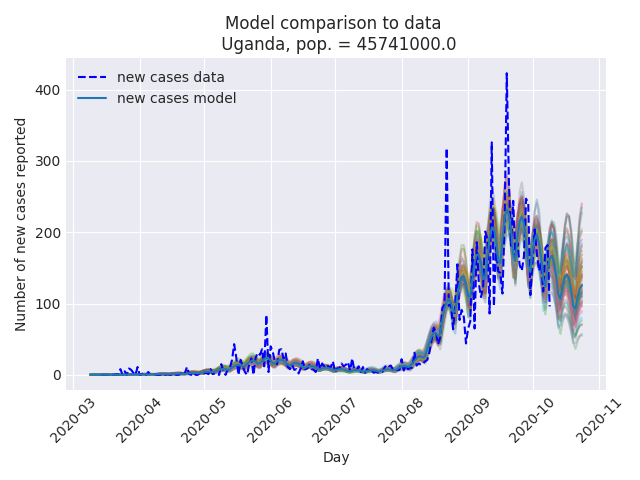 Model comparison to data
Uganda, pop. = 45741000.0
new cases data
new cases model
Number of new cases reported
400
300
200
100
0
2020-03
2020-04
2020-05
2020-06
2020-07
2020-08
2020-09
2020-10
2020-11
Day